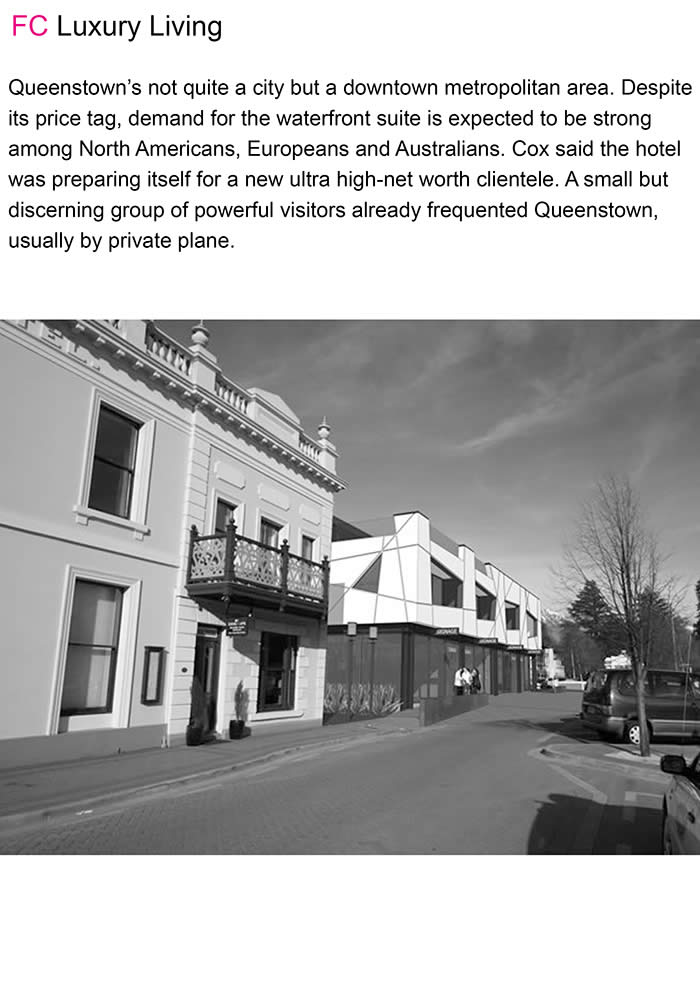 FC Luxury Living
Queenstown’s not quite a city but a downtown metropolitan area. Despite
its price tag, demand for the waterfront suite is expected to be strong
among North Americans, Europeans and Australians. Cox said the hotel
was preparing itself for a new ultra high-net worth clientele. A small but
discerning group of powerful visitors already frequented Queenstown,
usually by private plane.
SIGNAGE
SIGNAGE